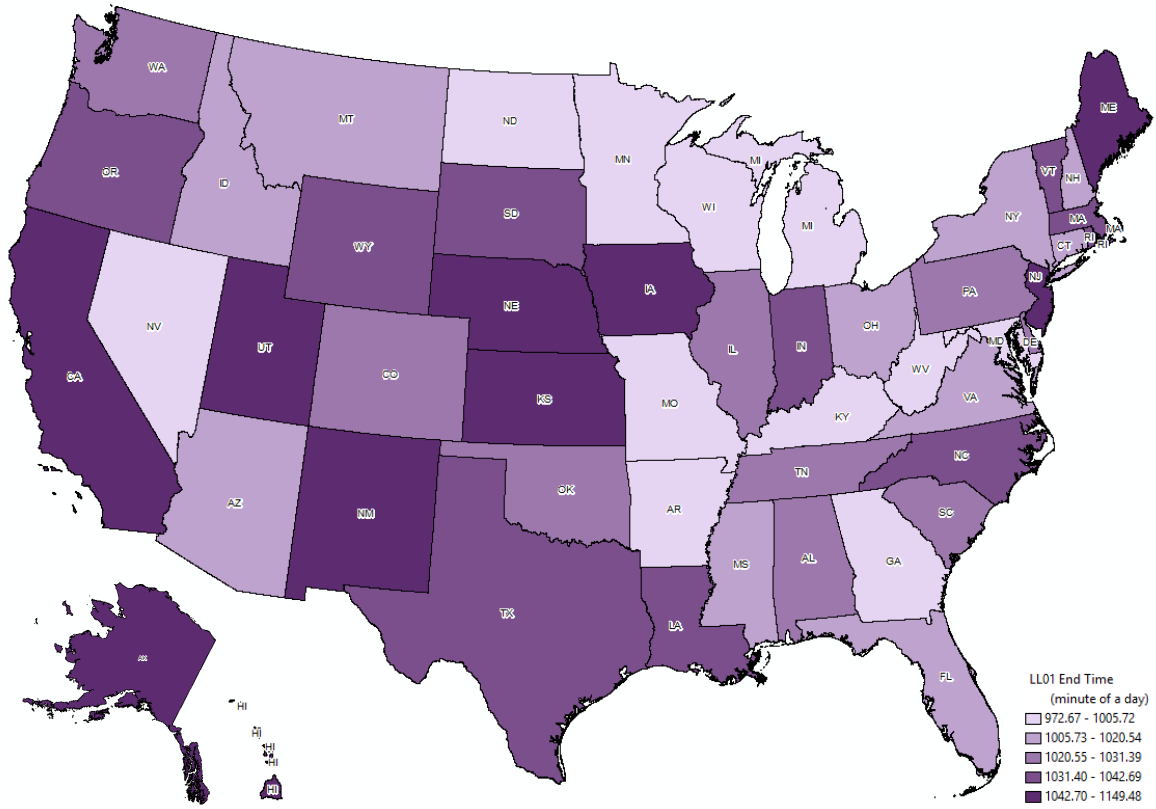 WA
MT
ND
MN
ME
OR
ID
SD
WI
MI
MI
VT
NH
NY
MA
MA
WY
CT
RI
RI
NV
UT
NE
IA
PA
NJ
CO
IL
IN
OH
MD
DE
CA
KS
MO
WV
KY
VA
AZ
NM
OK
AR
TN
NC
SC
MS
AL
GA
TX
LA
FL
AK
HI
HI
HI
HI
HI
LL01 End Time
(minute of a day)
972.67 - 1005.72
1005.73 - 1020.54
1020.55 - 1031.39
1031.40 - 1042.69
1042.70 - 1149.48